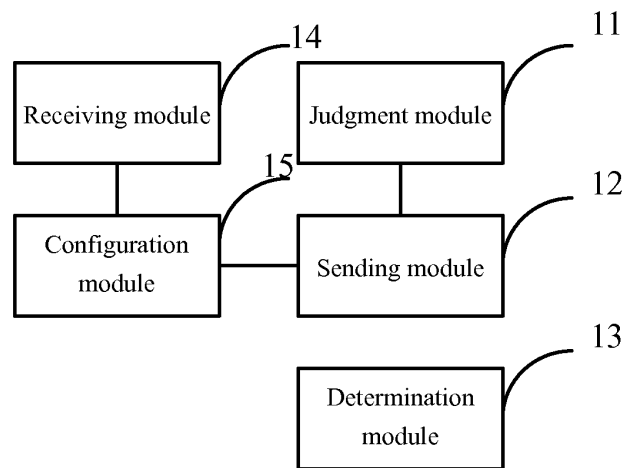 14
11
Receiving module
Judgment module
15
12
Configuration
module
Sending module
13
Determination
module